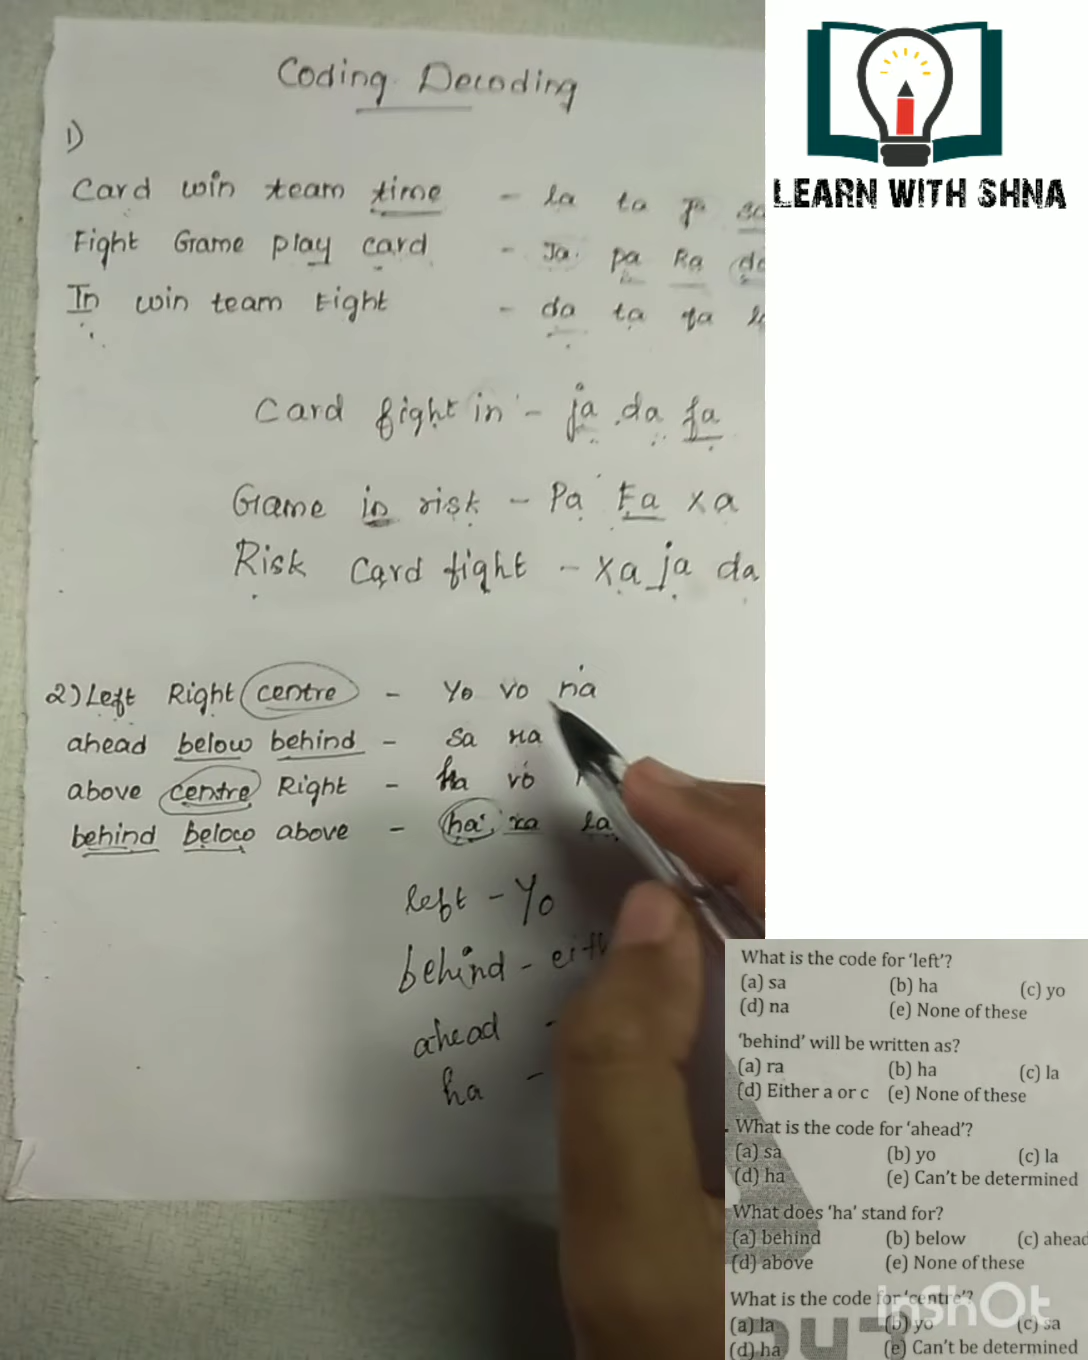 Coding Decoding
LEARN WITH SHNA
1)
Card win team time - la ta
Fight Game play card - Ja pa Ra
In win team Fight - da ta
Card fight in - ja da fa
Game in risk - Pa Fa xa
Risk Card fight - xa ja da
2) Left Right centre - Yo vo na
ahead below behind - sa
above centre Right - ha vo
behind below above - ha la
left - Yo
behind -
ahead -
ha -
What is the code for 'left'?
(a) sa (b) ha (c) yo
(d) na (e) None of these
'behind' will be written as?
(a) ra (b) ha (c) la
(d) Either a or c (e) None of these
What is the code for 'ahead'?
(a) sa (b) yo (c) la
(d) ha (e) Can't be determined
What does 'ha' stand for?
(a) behind (b) below (c) ahead
(d) above (e) None of these
What is the code for 'centre'?
(a) la (b) yo (c) sa
(d) ha (e) Can't be determined
InShOt